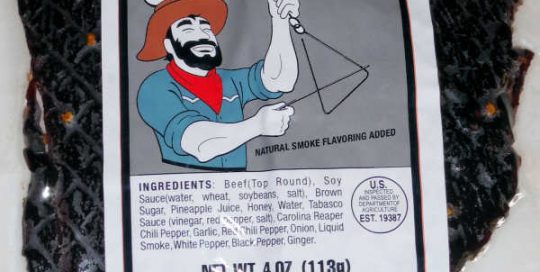 NATURAL SMOKE FLAVORING ADDED
INGREDIENTS: Beef(Top Round), Soy
Sauce(water, wheat, soybeans, salt), Brown
Sugar, Pineapple Juice, Honey, Water, Tabasco
Sauce (vinegar, red pepper, salt), Carolina Reaper
Chili Pepper, Garlic, Red Chili Pepper, Onion, Liquid
Smoke, White Pepper, Black Pepper, Ginger.
U.S.
INSPECTED
AND PASSED BY
DEPARTMENTOF
AGRICULTURE
EST. 19387
NET WT. 4 OZ (113g)